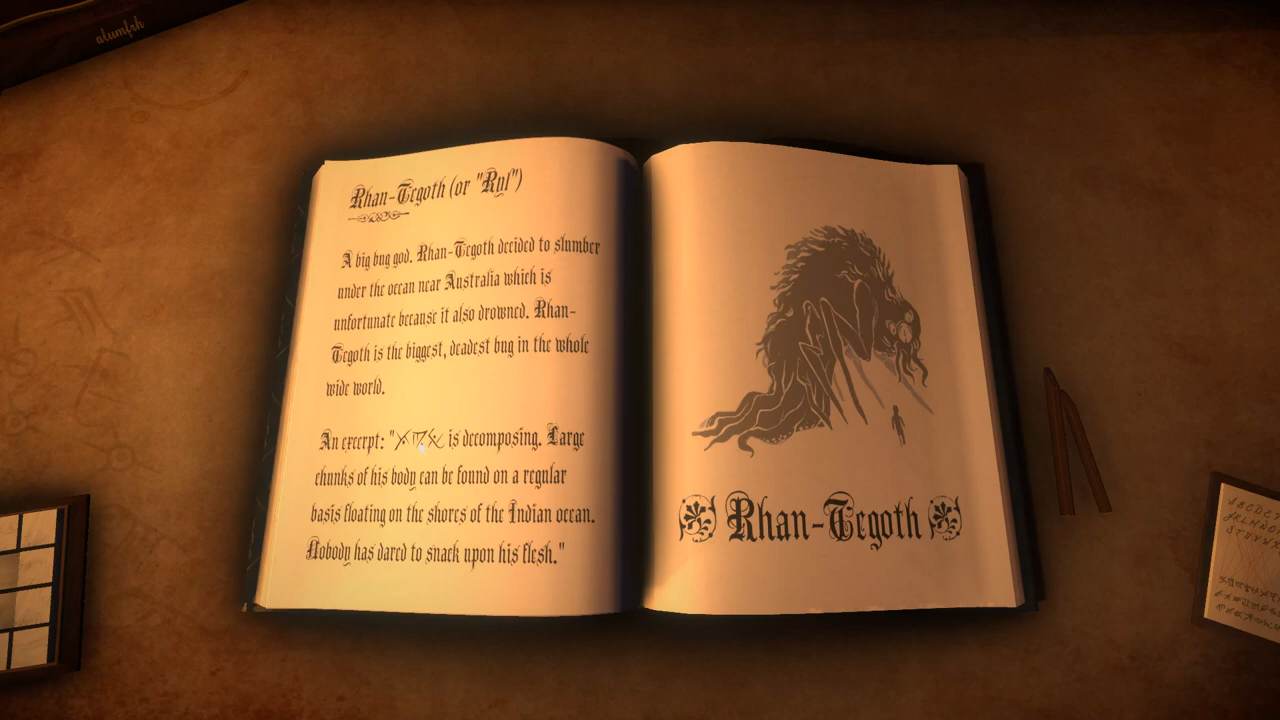 alumfrh
Rhan-Tegoth (or "Ryl")
A big bug god. Rhan-Tegoth decided to slumber
under the ocean near Australia which is
unfortunate because it also drowned. Rhan-
Tegoth is the biggest, deadest bug in the whole
wide world.
An excerpt: " is decomposing. Large
chunks of his body can be found on a regular
basis floating on the shores of the Indian ocean.
Nobody has dared to snack upon his flesh."
Rhan-Tegoth